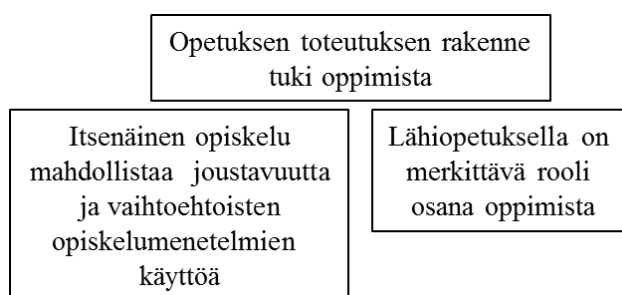 Opetuksen toteutuksen rakenne
tuki oppimista
Itsenäinen opiskelu
mahdollistaa joustavuutta
ja vaihtoehtoisten
opiskelumenetelmien
käyttöä
Lähiopetuksella on
merkittävä rooli
osana oppimista